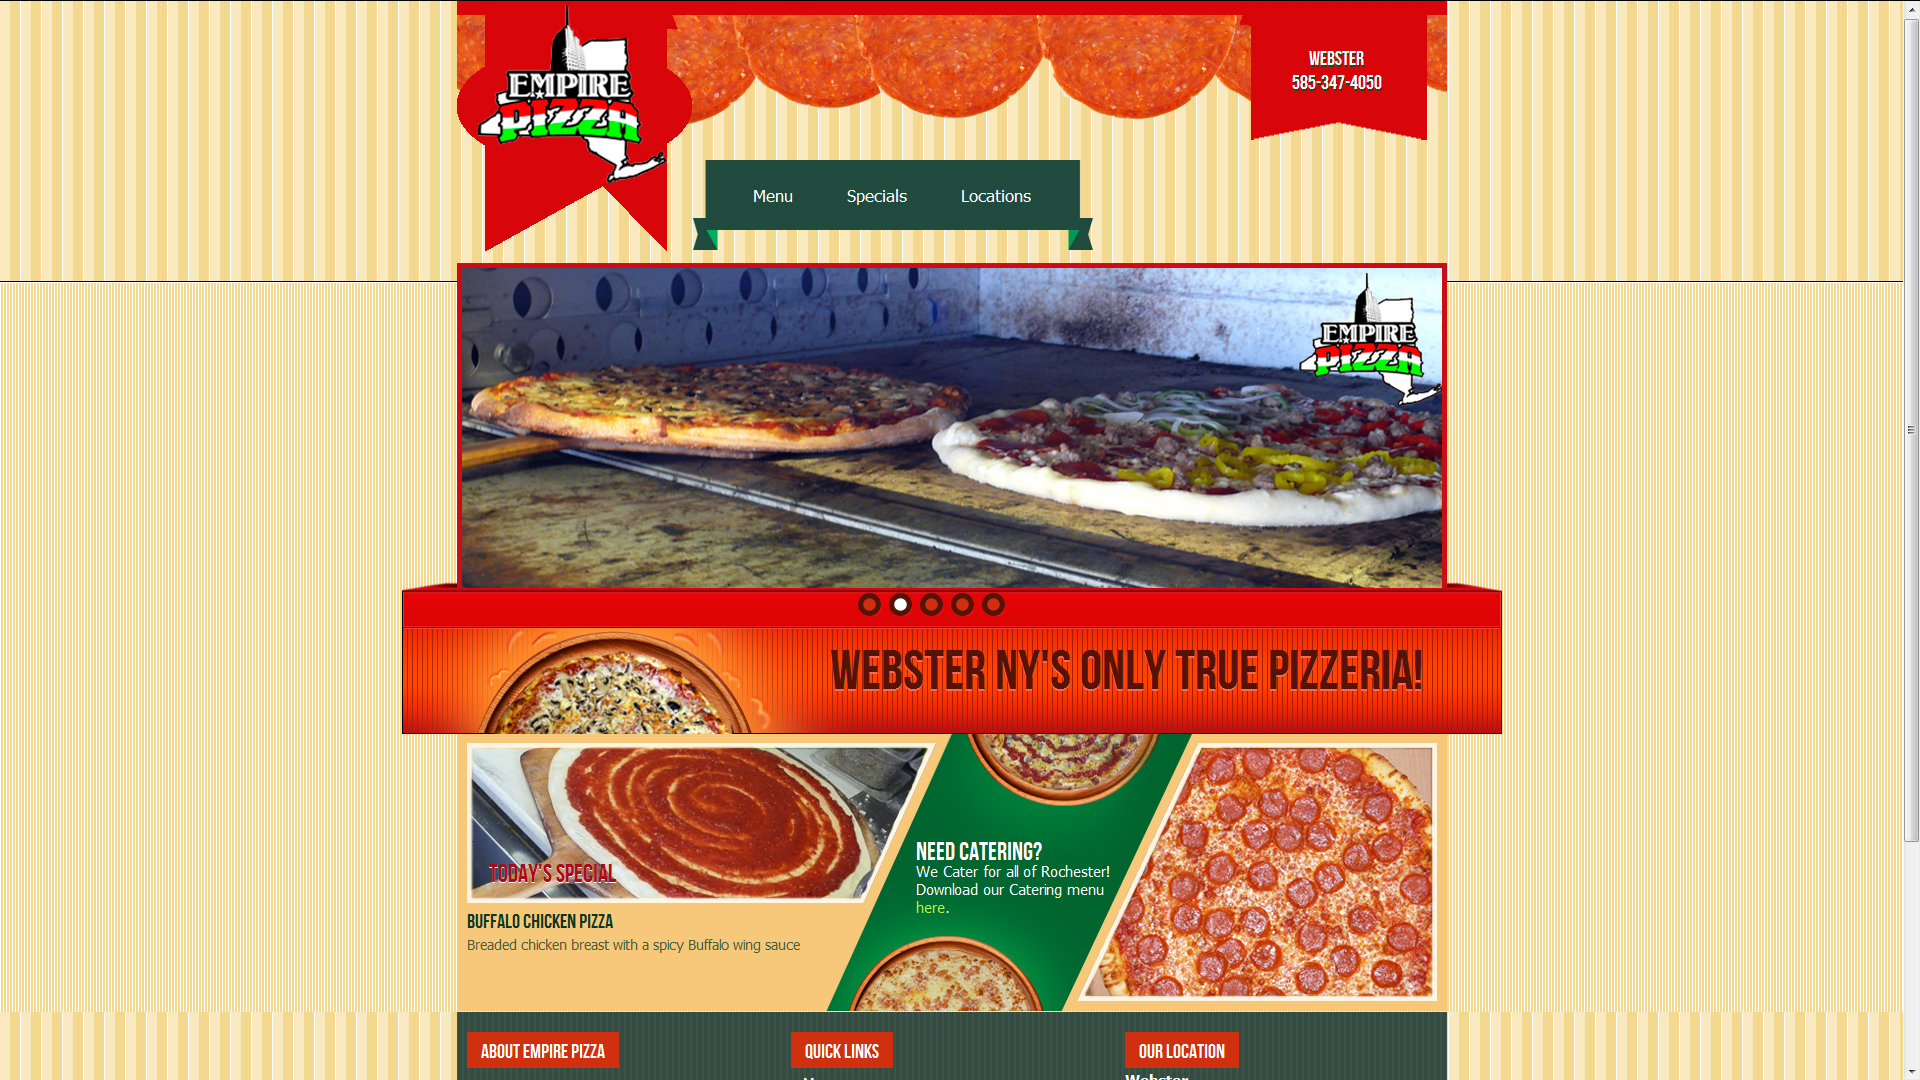 EMPIRE
PIZZA
WEBSTER
585-347-4050
Menu
Specials
Locations
EMPIRE
PIZZA
WEBSTER NY'S ONLY TRUE PIZZERIA!
TODAY'S SPECIAL
BUFFALO CHICKEN PIZZA
Breaded chicken breast with a spicy Buffalo wing sauce
NEED CATERING?
We Cater for all of Rochester!
Download our Catering menu
here.
ABOUT EMPIRE PIZZA
QUICK LINKS
OUR LOCATION
Webster